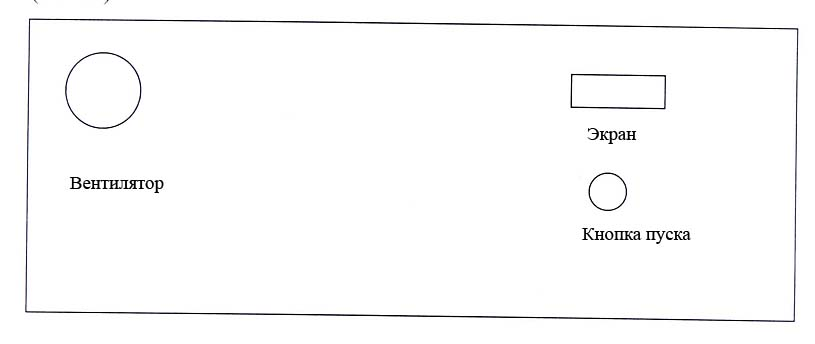 Экран
Вентилятор
Кнопка пуска